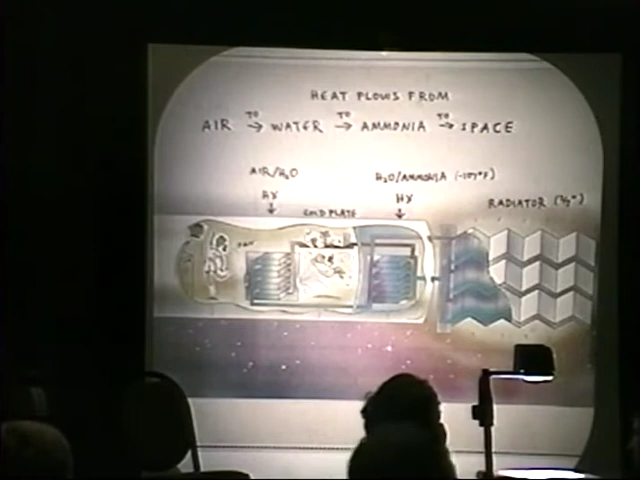 HEAT FLOWS FROM
AIR TO → WATER TO → AMMONIA TO → SPACE
AIR/H2O
HX
H2O/AMMONIA (-107°F)
HX
COLD PLATE
RADIATOR